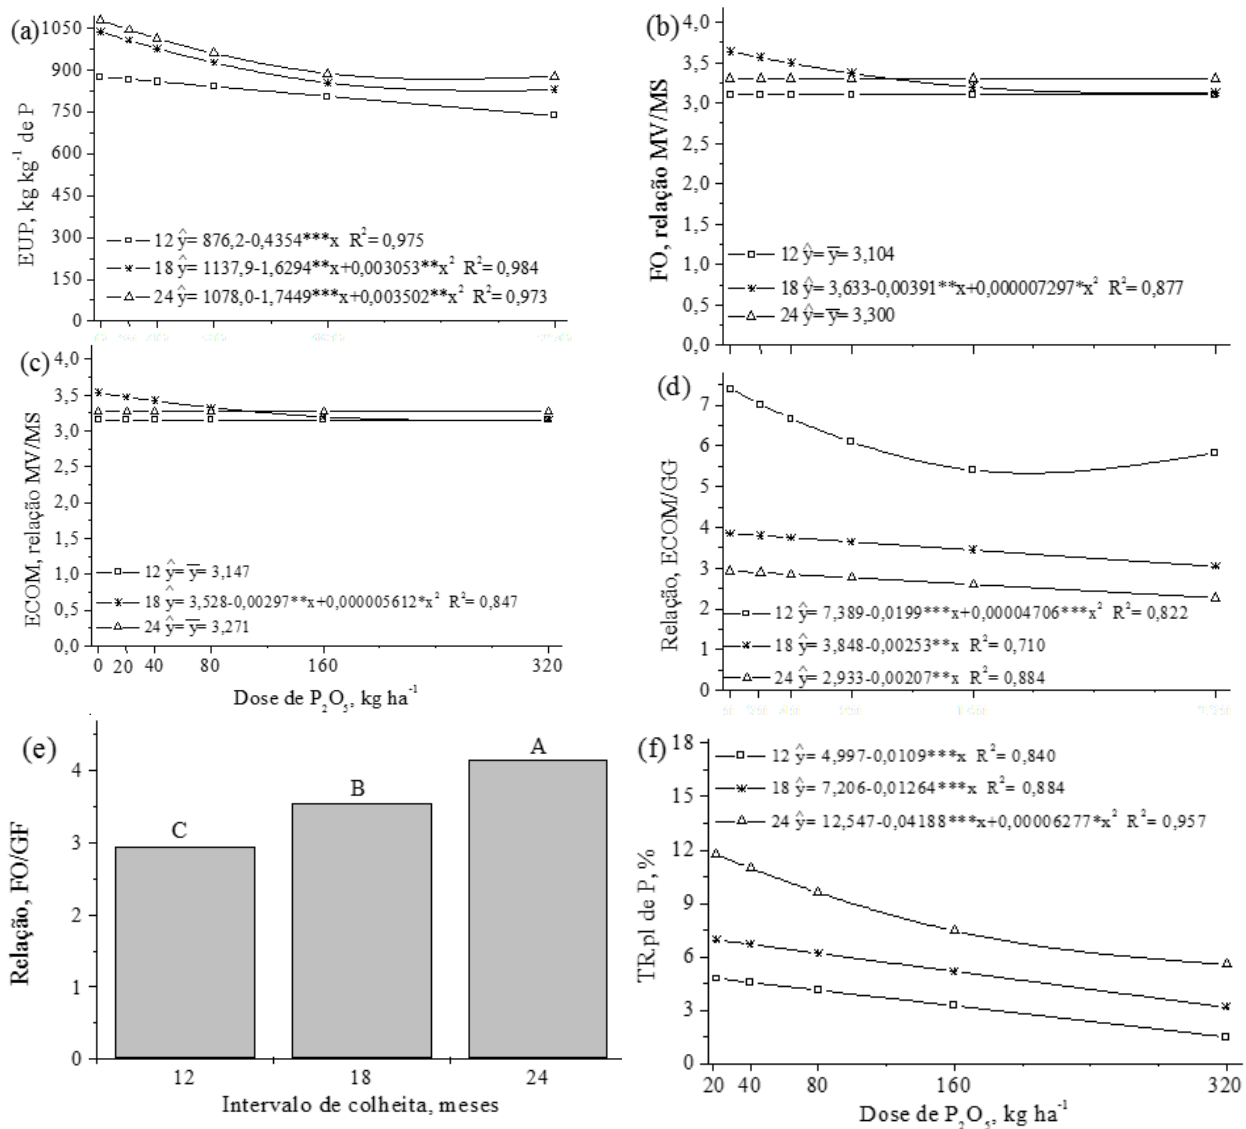 (a)
EUP, kg kg⁻¹ de P
1050
900
750
600
450
300
150
0
12 ŷ= 876,2-0,4354***x R²= 0,975
18 ŷ= 1137,9-1,6294**x+0,003053**x² R²= 0,984
24 ŷ= 1078,0-1,7449***x+0,003502**x² R²= 0,973
(b)
FO, relação MV/MS
4,0
3,5
3,0
2,5
2,0
1,5
1,0
0,5
0,0
12 ŷ= y̅= 3,104
18 ŷ= 3,633-0,00391**x+0,000007297*x² R²= 0,877
24 ŷ= y̅= 3,300
(c)
ECOM, relação MV/MS
4,0
3,5
3,0
2,5
2,0
1,5
1,0
0,5
0,0
12 ŷ= y̅= 3,147
18 ŷ= 3,528-0,00297**x+0,000005612*x² R²= 0,847
24 ŷ= y̅= 3,271
0 20 40 80 160 320
Dose de P₂O₅, kg ha⁻¹
(d)
Relação, ECOM/GG
7
6
5
4
3
2
1
0
12 ŷ= 7,389-0,0199***x+0,00004706***x² R²= 0,822
18 ŷ= 3,848-0,00253**x R²= 0,710
24 ŷ= 2,933-0,00207**x R²= 0,884
(e)
Relação, FO/GF
4
3
2
1
0
C
B
A
12 18 24
Intervalo de colheita, meses
(f)
TR.pl de P, %
18
15
12
9
6
3
0
12 ŷ= 4,997-0,0109***x R²= 0,840
18 ŷ= 7,206-0,01264***x R²= 0,884
24 ŷ= 12,547-0,04188***x+0,00006277*x² R²= 0,957
20 40 80 160 320
Dose de P₂O₅, kg ha⁻¹